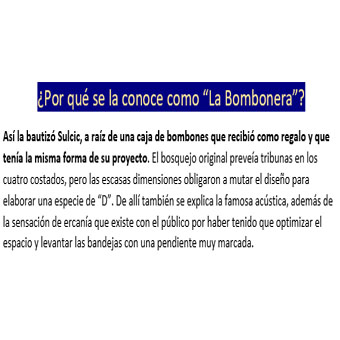 ¿Por qué se la conoce como “La Bombonera”?
Así la bautizó Sulcic, a raíz de una caja de bombones que recibió como regalo y que
tenía la misma forma de su proyecto. El bosquejo original preveía tribunas en los
cuatro costados, pero las escasas dimensiones obligaron a mutar el diseño para
elaborar una especie de “D”. De allí también se explica la famosa acústica, además de
la sensación de ercanía que existe con el público por haber tenido que optimizar el
espacio y levantar las bandejas con una pendiente muy marcada.